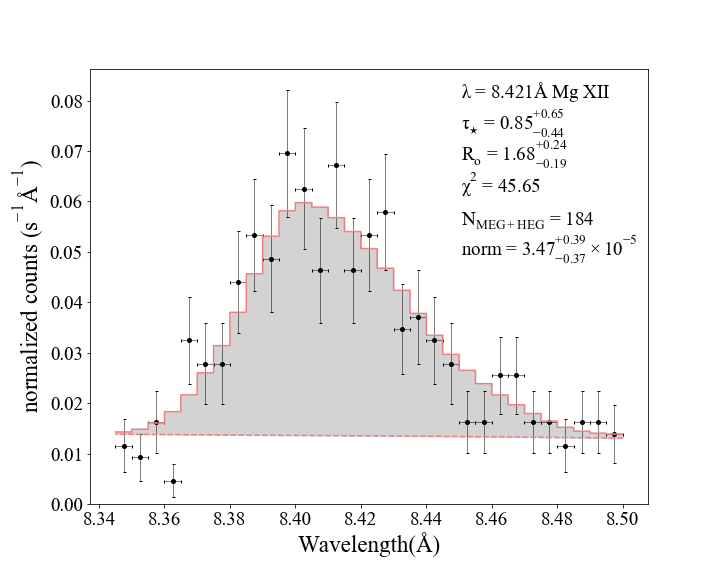 λ = 8.421Å Mg XII
τ⋆ = 0.85 +0.65 −0.44
Ro = 1.68 +0.24 −0.19
χ² = 45.65
N MEG+HEG = 184
norm = 3.47 +0.39 −0.37 × 10⁻⁵
normalized counts (s⁻¹ Å⁻¹)
0.08
0.07
0.06
0.05
0.04
0.03
0.02
0.01
0.00
8.34 8.36 8.38 8.40 8.42 8.44 8.46 8.48 8.50
Wavelength(Å)